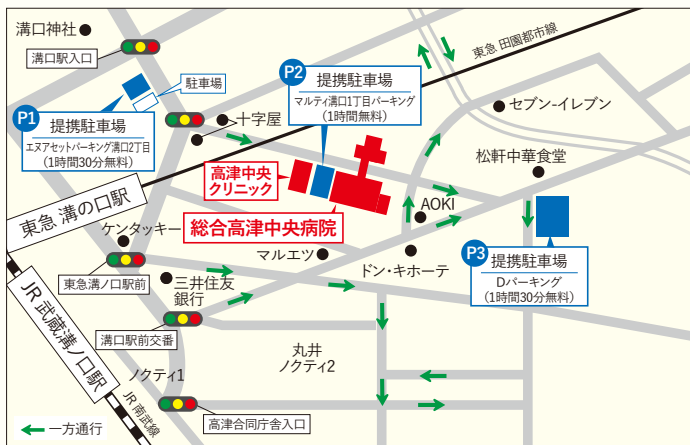 溝口神社
溝口駅入口
駐車場
P1
提携駐車場
エヌアセットパーキング溝口2丁目
(1時間30分無料)
十字屋
P2
提携駐車場
マルティ溝口1丁目パーキング
(1時間無料)
東急 田園都市線
セブン-イレブン
松軒中華食堂
高津中央
クリニック
総合高津中央病院
AOKI
東急 溝の口駅
ケンタッキー
マルエツ
ドン・キホーテ
P3
提携駐車場
Dパーキング
(1時間30分無料)
東急溝ノ口駅前
三井住友
銀行
JR 武蔵溝ノ口駅
溝口駅前交番
丸井
ノクティ2
ノクティ1
JR 南武線
高津合同庁舎入口
一方通行